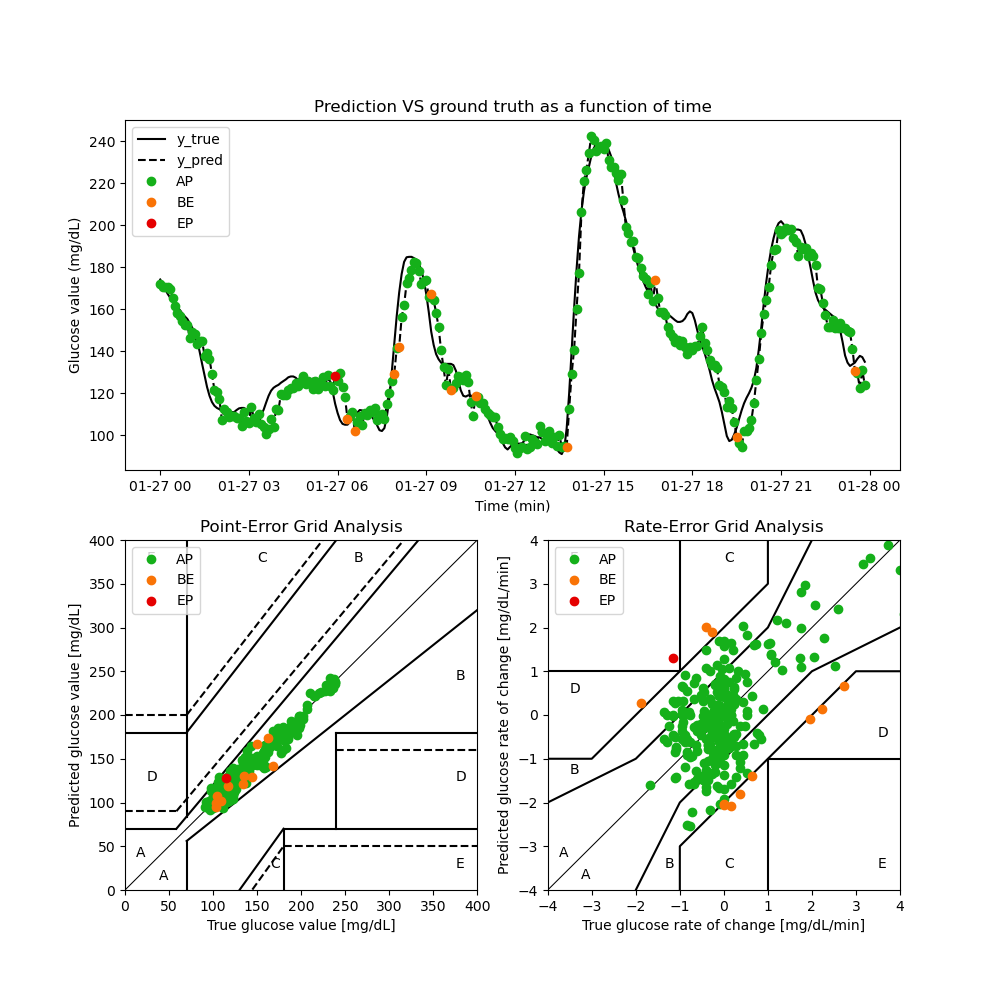 Prediction VS ground truth as a function of time
Glucose value (mg/dL)
240
220
200
180
160
140
120
100
y_true
y_pred
AP
BE
EP
01-27 00 01-27 03 01-27 06 01-27 09 01-27 12 01-27 15 01-27 18 01-27 21 01-28 00
Time (min)
Point-Error Grid Analysis
Predicted glucose value [mg/dL]
400
350
300
250
200
150
100
50
0
AP
BE
EP
C
B
B
D
D
A
A
C
E
0 50 100 150 200 250 300 350 400
True glucose value [mg/dL]
Rate-Error Grid Analysis
Predicted glucose rate of change [mg/dL/min]
4
3
2
1
0
−1
−2
−3
−4
AP
BE
EP
C
D
D
B
A
A
B
C
E
−4 −3 −2 −1 0 1 2 3 4
True glucose rate of change [mg/dL/min]